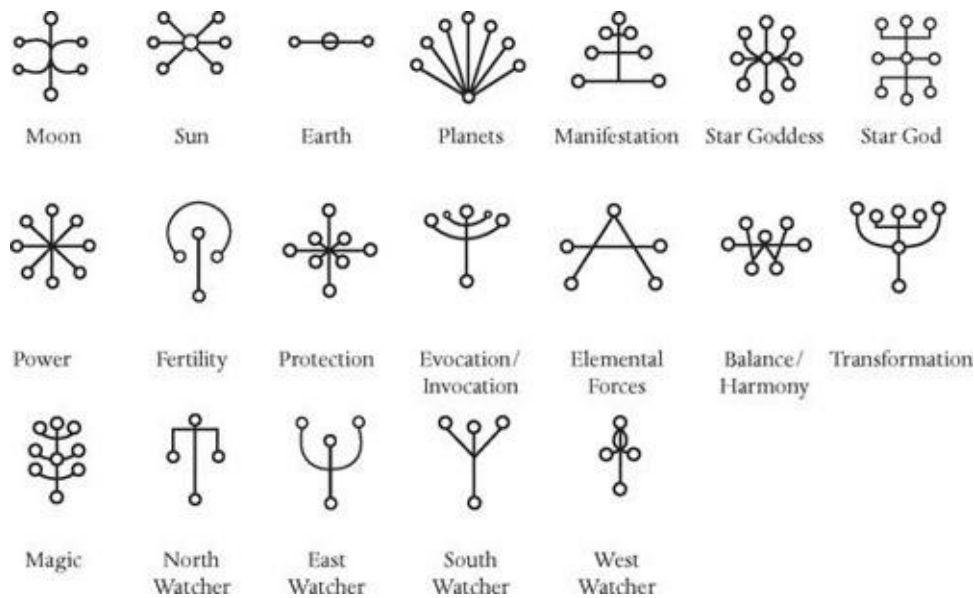 Moon Sun Earth Planets Manifestation Star Goddess Star God
Power Fertility Protection Evocation/ Elemental Balance/ Transformation
Invocation Forces Harmony
Magic North East South West
Watcher Watcher Watcher Watcher